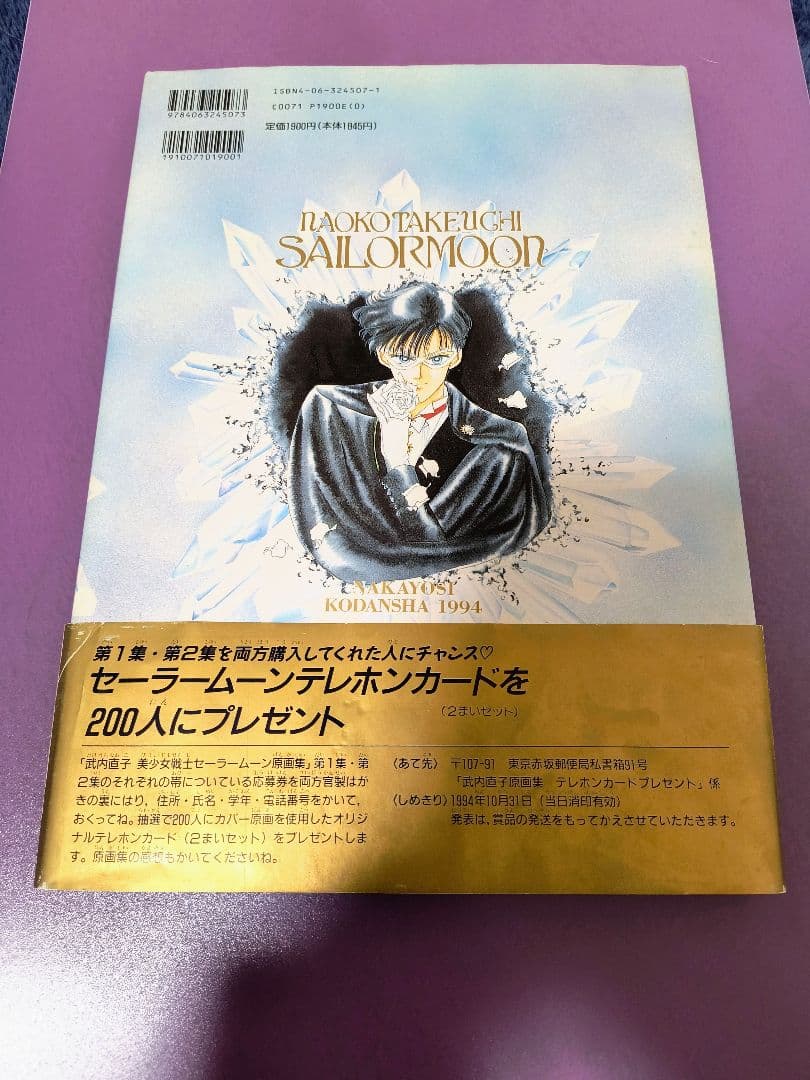 ISBN4-06-324507-1
C0071 P1900E(0)
定価1900円(本体1845円)
9784063245073
1910071019001
NAOKO TAKEUCHI
SAILORMOON
NAKAYOSI
KODANSHA 1994
第1集・第2集を両方購入してくれた人にチャンス♡
セーラームーンテレホンカードを
200人にプレゼント
(2まいセット)
「武内直子 美少女戦士セーラームーン原画集」第1集・第
2集のそれぞれの帯についている応募券を両方官製はが
きの裏にはり，住所・氏名・学年・電話番号をかいて，
おくってね。抽選で200人にカバー原画を使用したオリジ
ナルテレホンカード（2まいセット）をプレゼントしま
す。原画集の感想もかいてくださいね。
〈あて先〉 〒107-91 東京赤坂郵便局私書箱91号
「武内直子原画集 テレホンカードプレゼント」係
〈しめきり〉1994年10月31日（当日消印有効）
発表は，賞品の発送をもってかえさせていただきます。